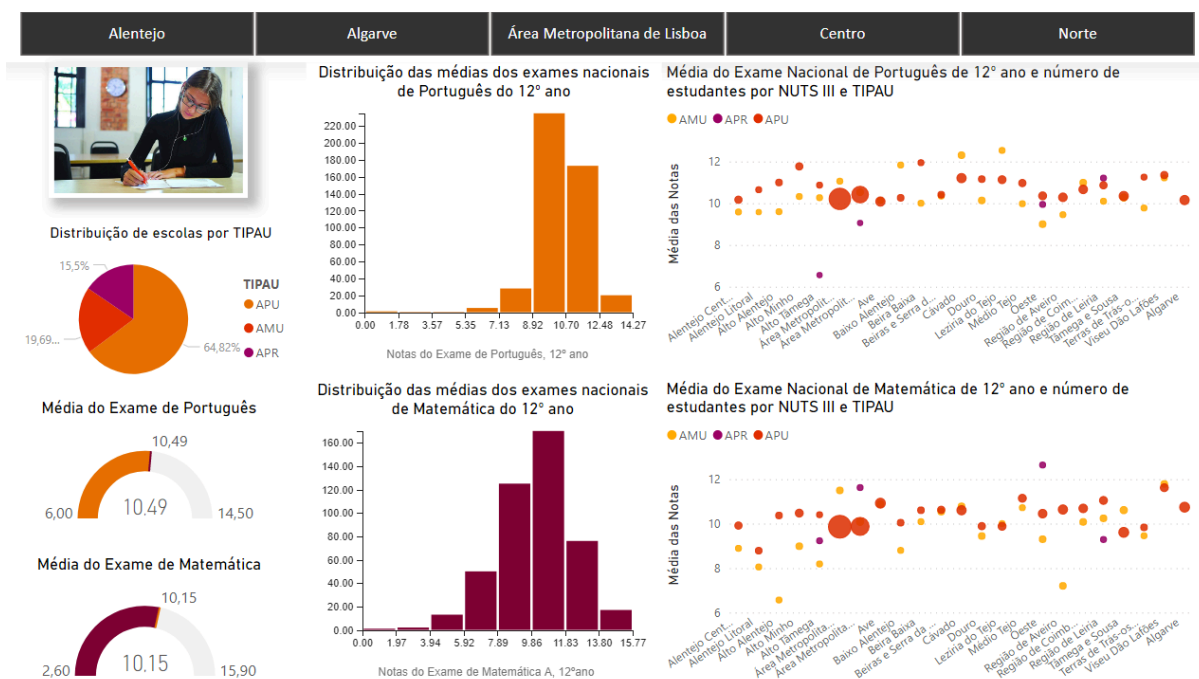 Alentejo
Algarve
Área Metropolitana de Lisboa
Centro
Norte
Distribuição de escolas por TIPAU
15,5%
19,69...
64,82%
TIPAU
APU
AMU
APR
Média do Exame de Português
10,49
10.49
6,00
14,50
Média do Exame de Matemática
10,15
10.15
2,60
15,90
Distribuição das médias dos exames nacionais
de Português do 12º ano
220.00
200.00
180.00
160.00
140.00
120.00
100.00
80.00
60.00
40.00
20.00
0.00
0.00 1.78 3.57 5.35 7.13 8.92 10.70 12.48 14.27
Notas do Exame de Português, 12º ano
Distribuição das médias dos exames nacionais
de Matemática do 12º ano
160.00
140.00
120.00
100.00
80.00
60.00
40.00
20.00
0.00
0.00 1.97 3.94 5.92 7.89 9.86 11.83 13.80 15.77
Notas do Exame de Matemática A, 12ºano
Média do Exame Nacional de Português de 12º ano e número de
estudantes por NUTS III e TIPAU
AMU APR APU
Média das Notas
12
10
8
6
Alentejo Cent...
Alentejo Litoral
Alto Alentejo
Alto Minho
Alto Tâmega
Área Metropolit...
Área Metropolit...
Ave
Baixo Alentejo
Beira Baixa
Beiras e Serra d...
Cávado
Douro
Leziria do Tejo
Médio Tejo
Oeste
Região de Aveiro
Região de Coim...
Região de Leiria
Tâmega e Sousa
Terras de Trás-o...
Viseu Dão Lafões
Algarve
Média do Exame Nacional de Matemática de 12º ano e número de
estudantes por NUTS III e TIPAU
AMU APR APU
Média das Notas
12
10
8
6
Alentejo Cent...
Alentejo Litoral
Alto Alentejo
Alto Minho
Alto Tâmega
Área Metropolita...
Área Metropolita...
Ave
Baixo Alentejo
Beira Baixa
Beiras e Serra da ...
Cávado
Douro
Leziria do Tejo
Médio Tejo
Oeste
Região de Aveiro
Região de Coimb...
Região de Leiria
Tâmega e Sousa
Terras de Trás-os...
Viseu Dão Lafões
Algarve